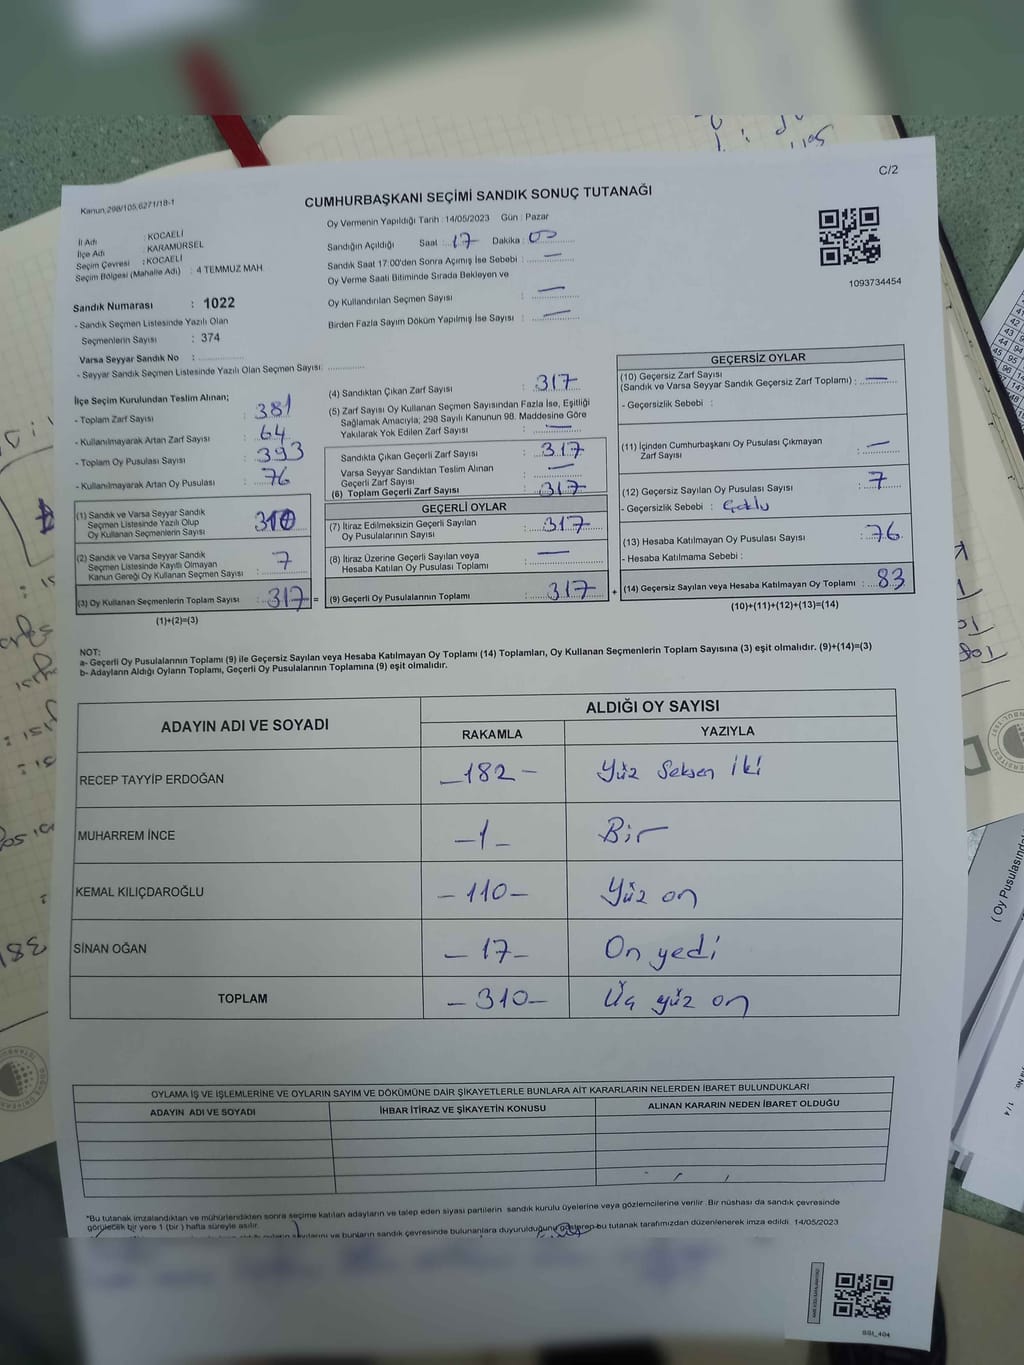 C/2
Kanun,298/105,6271/18-1
CUMHURBAŞKANI SEÇİMİ SANDIK SONUÇ TUTANAĞI
Oy Vermenin Yapıldığı Tarih : 14/05/2023 Gün : Pazar
İl Adı : KOCAELİ
İlçe Adı : KARAMÜRSEL
Seçim Çevresi : KOCAELİ
Seçim Bölgesi (Mahalle Adı) : 4 TEMMUZ MAH
Sandık Numarası : 1022
- Sandık Seçmen Listesinde Yazılı Olan
Seçmenlerin Sayısı : 374
Varsa Seyyar Sandık No : ..............
- Seyyar Sandık Seçmen Listesinde Yazılı Olan Seçmen Sayısı: ..............
Sandığın Açıldığı Saat : 17 Dakika : 00
Sandık Saat 17:00'den Sonra Açımış İse Sebebi : —
Oy Verme Saati Bitiminde Sırada Bekleyen ve
Oy Kullandırılan Seçmen Sayısı : —
Birden Fazla Sayım Döküm Yapılmış İse Sayısı : —
1093734454
İlçe Seçim Kurulundan Teslim Alınan;
- Toplam Zarf Sayısı : 381
- Kullanılmayarak Artan Zarf Sayısı : 64
- Toplam Oy Pusulası Sayısı : 393
- Kullanılmayarak Artan Oy Pusulası : 76
(1) Sandık ve Varsa Seyyar Sandık
Seçmen Listesinde Yazılı Olup
Oy Kullanan Seçmenlerin Sayısı : 310
(2) Sandık ve Varsa Seyyar Sandık
Seçmen Listesinde Kayıtlı Olmayan
Kanun Gereği Oy Kullanan Seçmen Sayısı : 7
(3) Oy Kullanan Seçmenlerin Toplam Sayısı : 317 =
(1)+(2)=(3)
(4) Sandıktan Çıkan Zarf Sayısı : 317
(5) Zarf Sayısı Oy Kullanan Seçmen Sayısından Fazla İse, Eşitliği
Sağlamak Amacıyla, 298 Sayılı Kanunun 98. Maddesine Göre
Yakılarak Yok Edilen Zarf Sayısı : —
Sandıkta Çıkan Geçerli Zarf Sayısı : 317
Varsa Seyyar Sandıktan Teslim Alınan
Geçerli Zarf Sayısı : —
(6) Toplam Geçerli Zarf Sayısı : 317
GEÇERLİ OYLAR
(7) İtiraz Edilmeksizin Geçerli Sayılan
Oy Pusulalarının Sayısı : 317
(8) İtiraz Üzerine Geçerli Sayılan veya
Hesaba Katılan Oy Pusulası Toplamı : —
(9) Geçerli Oy Pusulalarının Toplamı : 317 +
GEÇERSİZ OYLAR
(10) Geçersiz Zarf Sayısı
(Sandık ve Varsa Seyyar Sandık Geçersiz Zarf Toplamı) : —
- Geçersizlik Sebebi :
(11) İçinden Cumhurbaşkanı Oy Pusulası Çıkmayan
Zarf Sayısı : —
(12) Geçersiz Sayılan Oy Pusulası Sayısı : 7
- Geçersizlik Sebebi : Çoklu
(13) Hesaba Katılmayan Oy Pusulası Sayısı : 76
- Hesaba Katılmama Sebebi :
(14) Geçersiz Sayılan veya Hesaba Katılmayan Oy Toplamı : 83
(10)+(11)+(12)+(13)=(14)
NOT:
a- Geçerli Oy Pusulalarının Toplamı (9) ile Geçersiz Sayılan veya Hesaba Katılmayan Oy Toplamı (14) Toplamları, Oy Kullanan Seçmenlerin Toplam Sayısına (3) eşit olmalıdır. (9)+(14)=(3)
b- Adayların Aldığı Oyların Toplamı, Geçerli Oy Pusulalarının Toplamına (9) eşit olmalıdır.
ADAYIN ADI VE SOYADI
ALDIĞI OY SAYISI
RAKAMLA YAZIYLA
RECEP TAYYİP ERDOĞAN —182— Yüz Seksen İki
MUHARREM İNCE —1— Bir
KEMAL KILIÇDAROĞLU —110— Yüz on
SİNAN OĞAN —17— On yedi
TOPLAM —310— Üç yüz on
OYLAMA İŞ VE İŞLEMLERİNE VE OYLARIN SAYIM VE DÖKÜMÜNE DAİR ŞİKAYETLERLE BUNLARA AİT KARARLARIN NELERDEN İBARET BULUNDUKLARI
ADAYIN ADI VE SOYADI İHBAR İTİRAZ VE ŞİKAYETİN KONUSU ALINAN KARARIN NEDEN İBARET OLDUĞU
*Bu tutanak imzalandıktan ve mühürlendikten sonra seçime katılan adayların ve talep eden siyasi partilerin sandık kurulu üyelerine veya gözlemcilerine verilir. Bir nüshası da sandık çevresinde
görülecek bir yere 1 (bir) hafta süreyle asılır.
ve bunların sandık çevresinde bulunanlara duyurulduğunu gösteren bu tutanak tarafımızdan düzenlenerek imza edildi. 14/05/2023
( Oy Pusulasında
1 / 4